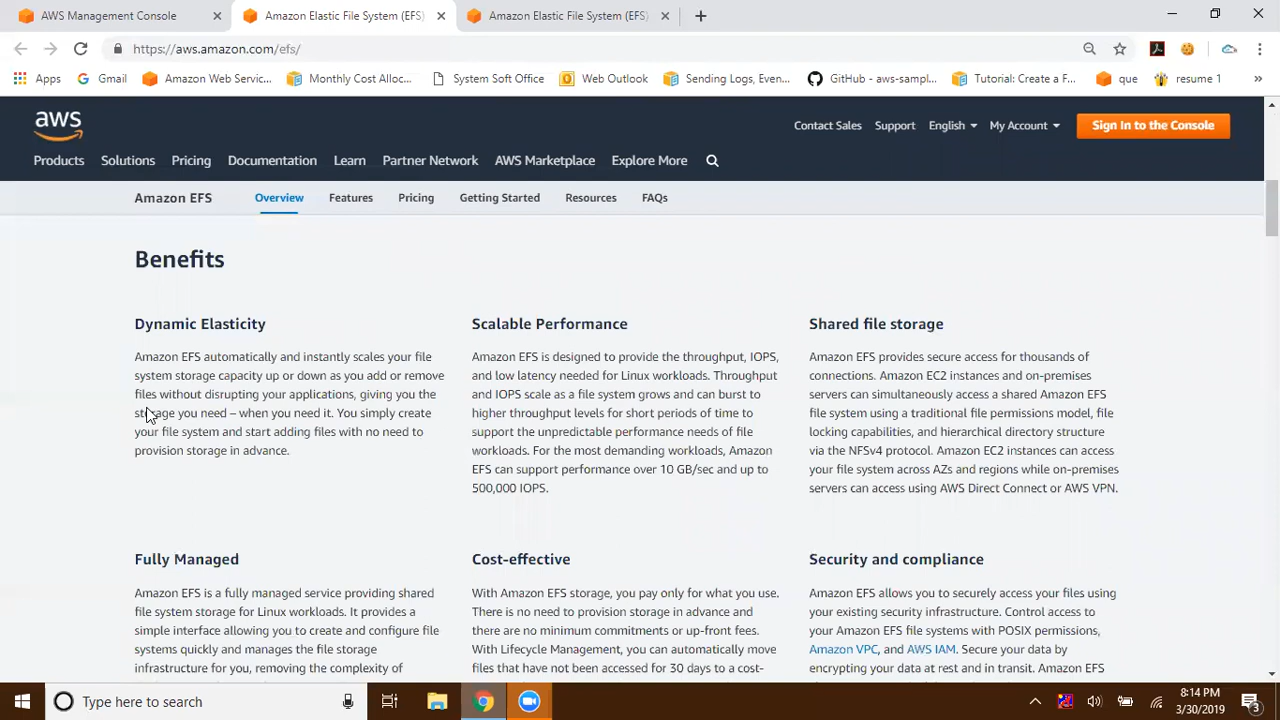 AWS Management Console
Amazon Elastic File System (EFS)
Amazon Elastic File System (EFS)
https://aws.amazon.com/efs/
Apps
Gmail
Amazon Web Servic...
Monthly Cost Alloc...
System Soft Office
Web Outlook
Sending Logs, Even...
GitHub - aws-sampl...
Tutorial: Create a F...
que
resume 1
»
aws
Contact Sales
Support
English
My Account
Sign In to the Console
Products
Solutions
Pricing
Documentation
Learn
Partner Network
AWS Marketplace
Explore More
Amazon EFS
Overview
Features
Pricing
Getting Started
Resources
FAQs
Benefits
Dynamic Elasticity
Amazon EFS automatically and instantly scales your file
system storage capacity up or down as you add or remove
files without disrupting your applications, giving you the
storage you need – when you need it. You simply create
your file system and start adding files with no need to
provision storage in advance.
Scalable Performance
Amazon EFS is designed to provide the throughput, IOPS,
and low latency needed for Linux workloads. Throughput
and IOPS scale as a file system grows and can burst to
higher throughput levels for short periods of time to
support the unpredictable performance needs of file
workloads. For the most demanding workloads, Amazon
EFS can support performance over 10 GB/sec and up to
500,000 IOPS.
Shared file storage
Amazon EFS provides secure access for thousands of
connections. Amazon EC2 instances and on-premises
servers can simultaneously access a shared Amazon EFS
file system using a traditional file permissions model, file
locking capabilities, and hierarchical directory structure
via the NFSv4 protocol. Amazon EC2 instances can access
your file system across AZs and regions while on-premises
servers can access using AWS Direct Connect or AWS VPN.
Fully Managed
Amazon EFS is a fully managed service providing shared
file system storage for Linux workloads. It provides a
simple interface allowing you to create and configure file
systems quickly and manages the file storage
infrastructure for you, removing the complexity of
Cost-effective
With Amazon EFS storage, you pay only for what you use.
There is no need to provision storage in advance and
there are no minimum commitments or up-front fees.
With Lifecycle Management, you can automatically move
files that have not been accessed for 30 days to a cost-
Security and compliance
Amazon EFS allows you to securely access your files using
your existing security infrastructure. Control access to
your Amazon EFS file systems with POSIX permissions,
Amazon VPC, and AWS IAM. Secure your data by
encrypting your data at rest and in transit. Amazon EFS
Type here to search
8:14 PM
3/30/2019
3